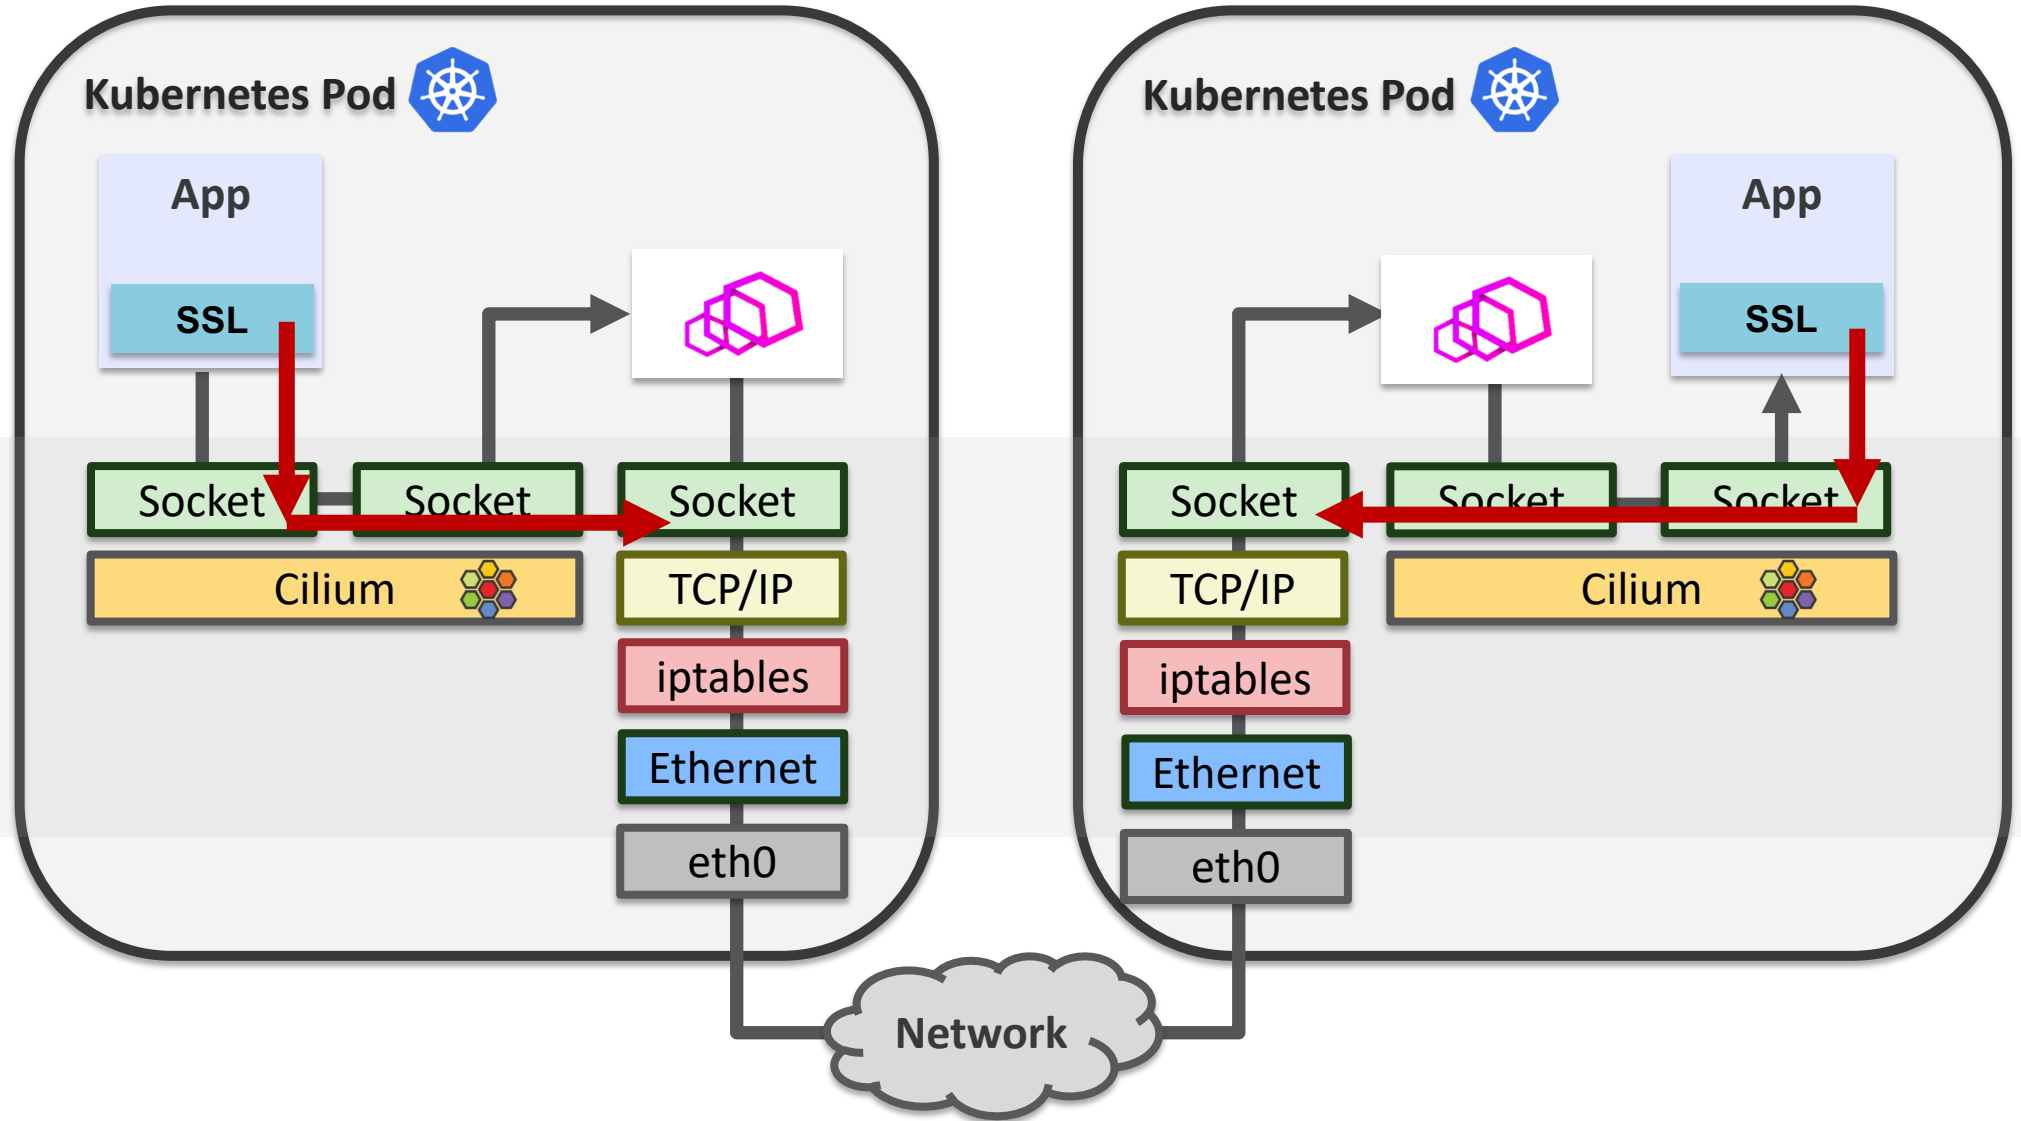 Kubernetes Pod
App
SSL
Socket
Socket
Socket
Cilium
TCP/IP
iptables
Ethernet
eth0
Kubernetes Pod
App
SSL
Socket
Socket
Socket
TCP/IP
Cilium
iptables
Ethernet
eth0
Network